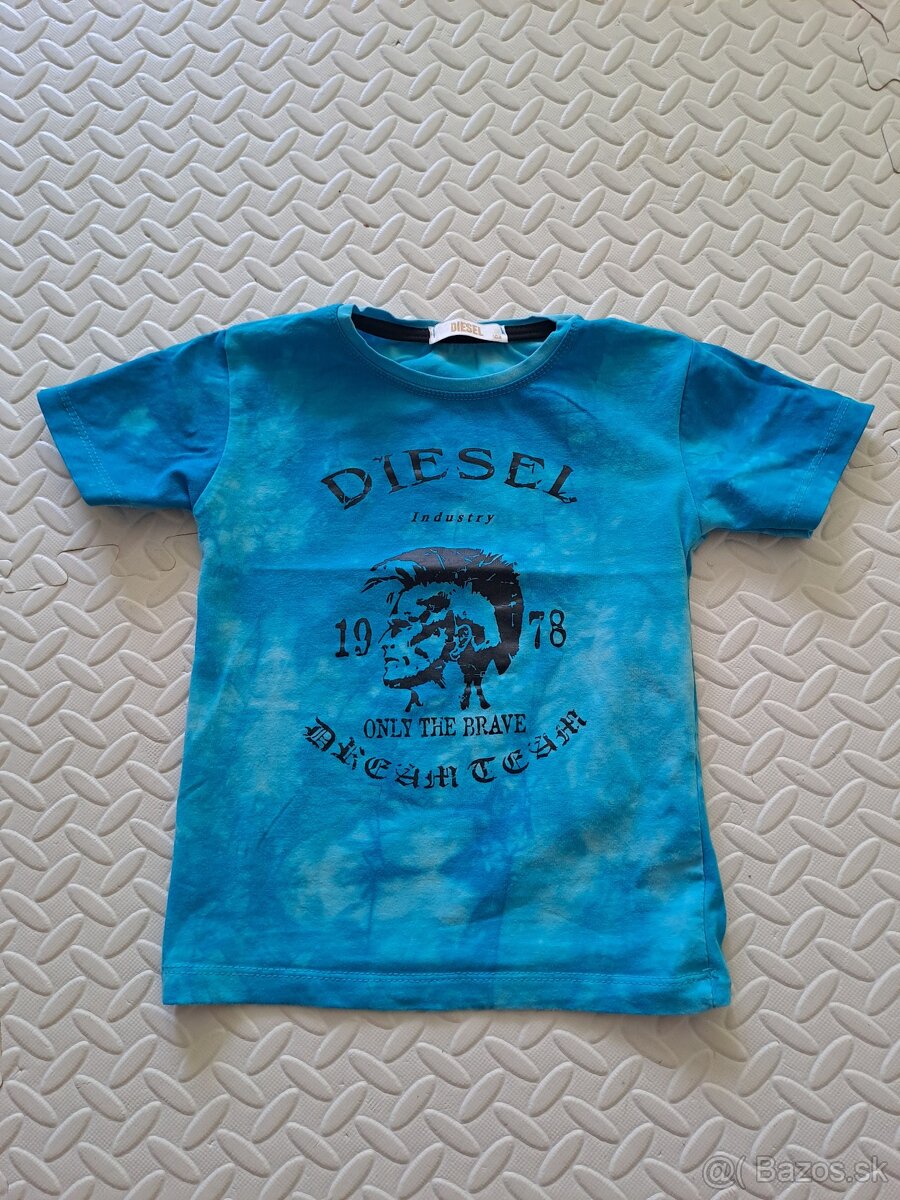 DIESEL
DIESEL
Industry
19 78
ONLY THE BRAVE
DREAM TEAM
@( Bazos.sk